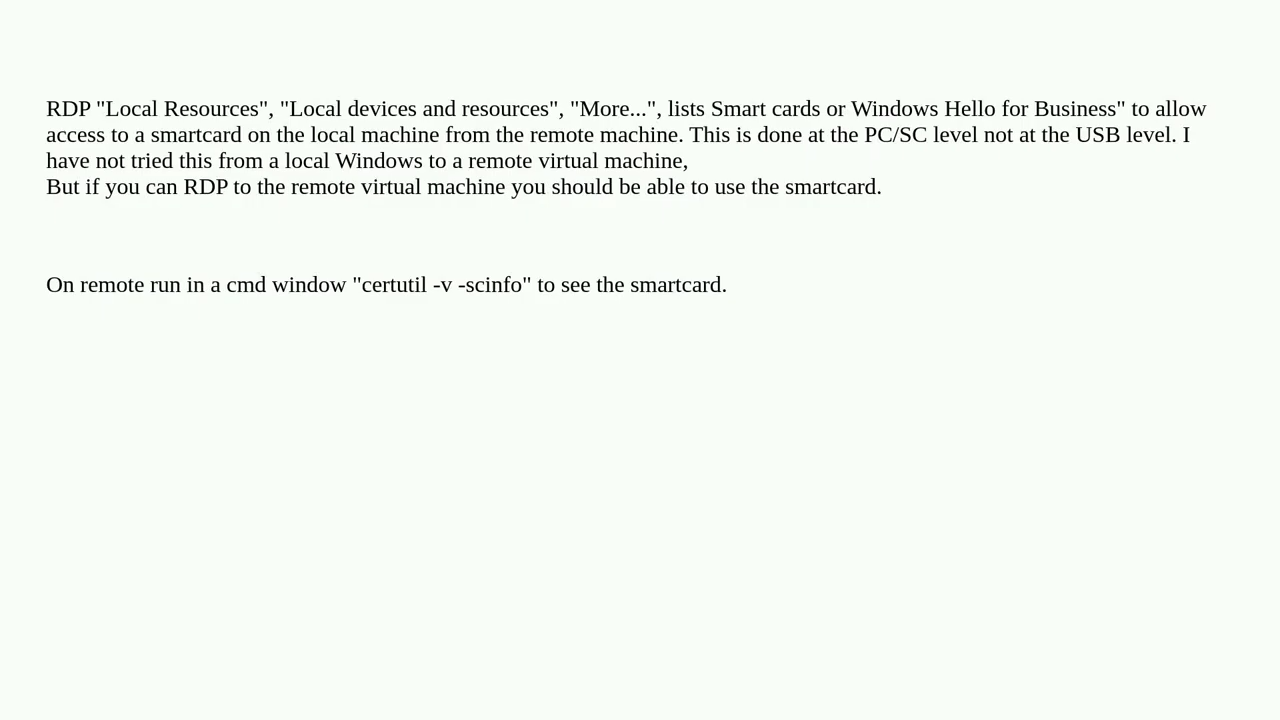 RDP "Local Resources", "Local devices and resources", "More...", lists Smart cards or Windows Hello for Business" to allow
access to a smartcard on the local machine from the remote machine. This is done at the PC/SC level not at the USB level. I
have not tried this from a local Windows to a remote virtual machine,
But if you can RDP to the remote virtual machine you should be able to use the smartcard.
On remote run in a cmd window "certutil -v -scinfo" to see the smartcard.